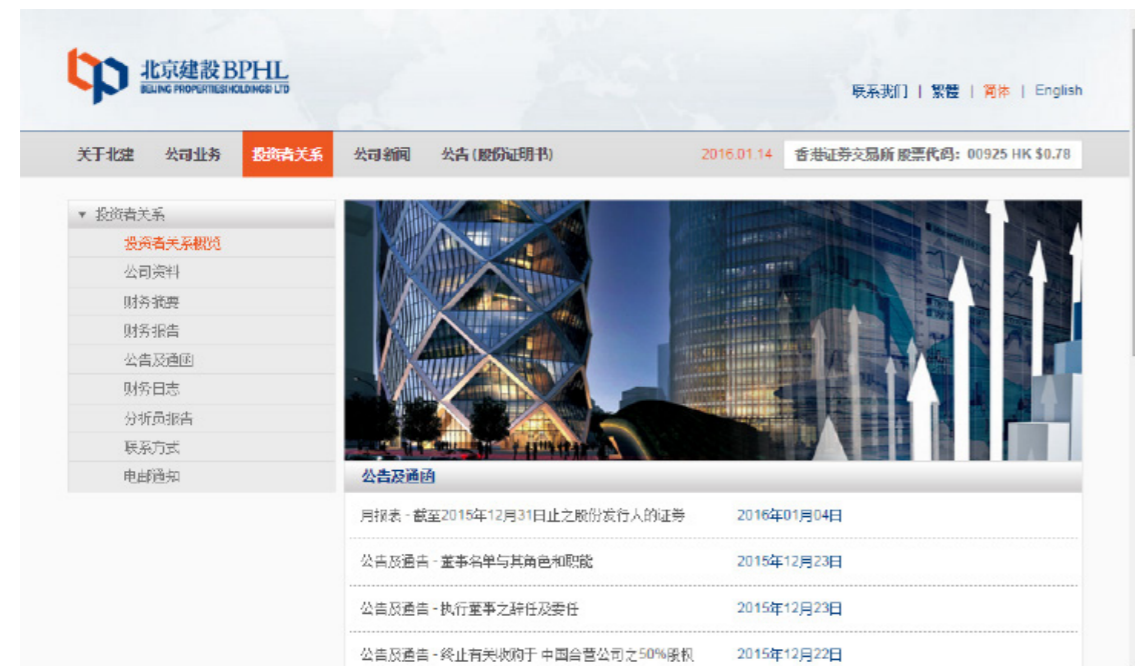 北京建設 BPHL
BEIJING PROPERTIES(HOLDINGS) LTD
联系我们 | 繁體 | 简体 | English
关于北建 公司业务 投资者关系 公司新闻 公告(股份证明书) 2016.01.14 香港证券交易所 股票代码: 00925 HK $0.78
投资者关系
投资者关系概览
公司资料
财务摘要
财务报告
公告及通函
财务日志
分析员报告
联系方式
电邮通知
公告及通函
月报表 - 截至2015年12月31日止之股份发行人的证券 2016年01月04日
公告及通告 - 董事名单与其角色和职能 2015年12月23日
公告及通告 - 执行董事之辞任及委任 2015年12月23日
公告及通告 - 终止有关收购于中国合营公司之50%股权 2015年12月22日